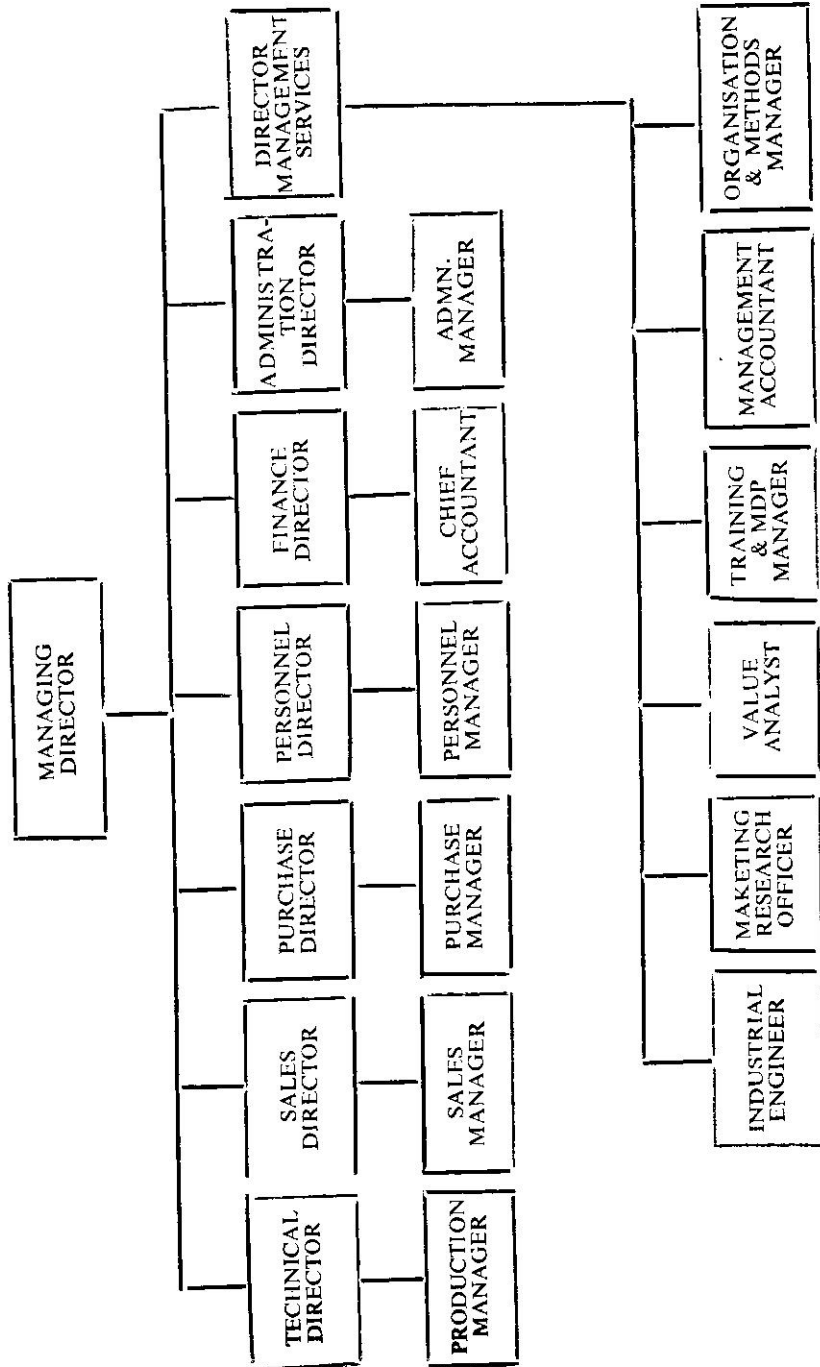 MANAGING
DIRECTOR
TECHNICAL
DIRECTOR
SALES
DIRECTOR
PURCHASE
DIRECTOR
PERSONNEL
DIRECTOR
FINANCE
DIRECTOR
ADMINIS TRA-
TION
DIRECTOR
DIRECTOR
MANAGEMENT
SERVICES
PRODUCTION
MANAGER
SALES
MANAGER
PURCHASE
MANAGER
PERSONNEL
MANAGER
CHIEF
ACCOUNTANT
ADMN.
MANAGER
INDUSTRIAL
ENGINEER
MAKETING
RESEARCH
OFFICER
VALUE
ANALYST
TRAINING
& MDP
MANAGER
MANAGEMENT
ACCOUNTANT
ORGANISATION
& METHODS
MANAGER